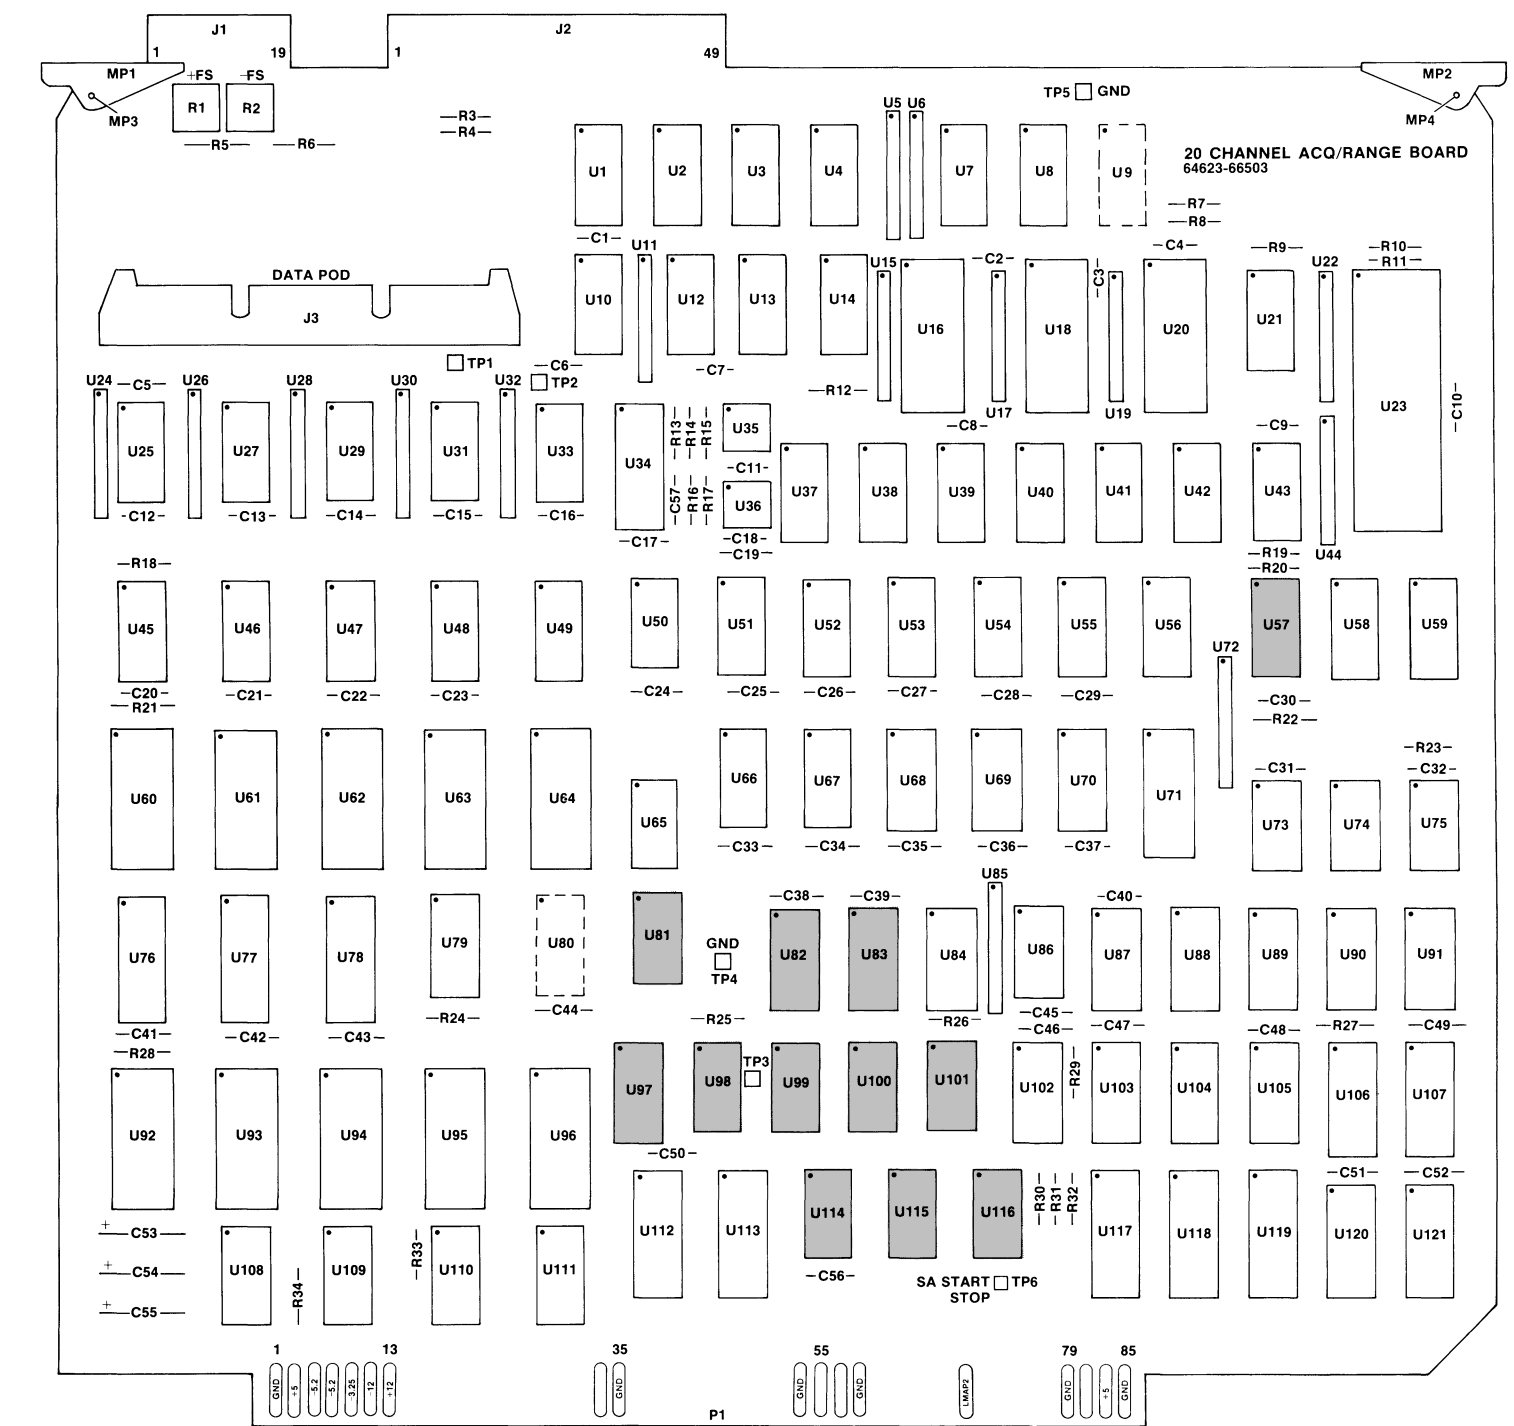 J1
J2
1
19
1
49
MP1
MP2
+FS
-FS
R1
R2
MP3
MP4
TP5
GND
R3
R4
R5
R6
U5
U6
U1
U2
U3
U4
U7
U8
U9
20 CHANNEL ACQ/RANGE BOARD
64623-66503
R7
R8
C1
U11
C4
R9
R10
R11
U15
C2
C3
U22
DATA POD
J3
U10
U12
U13
U14
U16
U18
U20
U21
TP1
C6
TP2
C7
R12
U17
U19
U23
C10
U24
C5
U26
U28
U30
U32
C8
C9
U25
U27
U29
U31
U33
U34
R13
R14
R15
U35
C11
C57
R16
R17
U36
U37
U38
U39
U40
U41
U42
U43
C12
C13
C14
C15
C16
C17
C18
C19
R19
R20
U44
R18
U45
U46
U47
U48
U49
U50
U51
U52
U53
U54
U55
U56
U57
U58
U59
U72
C20
R21
C21
C22
C23
C24
C25
C26
C27
C28
C29
C30
R22
R23
C31
C32
U60
U61
U62
U63
U64
U65
U66
U67
U68
U69
U70
U71
U73
U74
U75
C33
C34
C35
C36
C37
U85
C38
C39
C40
U76
U77
U78
U79
U80
U81
GND
TP4
U82
U83
U84
U86
U87
U88
U89
U90
U91
C41
R28
C42
C43
R24
C44
R25
R26
C45
C46
C47
C48
R27
C49
TP3
U92
U93
U94
U95
U96
U97
U98
U99
U100
U101
U102
R29
U103
U104
U105
U106
U107
C50
C51
C52
+ C53
+ C54
+ C55
U108
R34
U109
R33
U110
U111
U112
U113
U114
U115
U116
R30
R31
R32
U117
U118
U119
U120
U121
C56
SA START
STOP
TP6
1
13
35
55
79
85
GND
+5
-5.2
-5.2
-3.25
-12
+12
GND
GND
GND
LMAP2
GND
+5
GND
P1